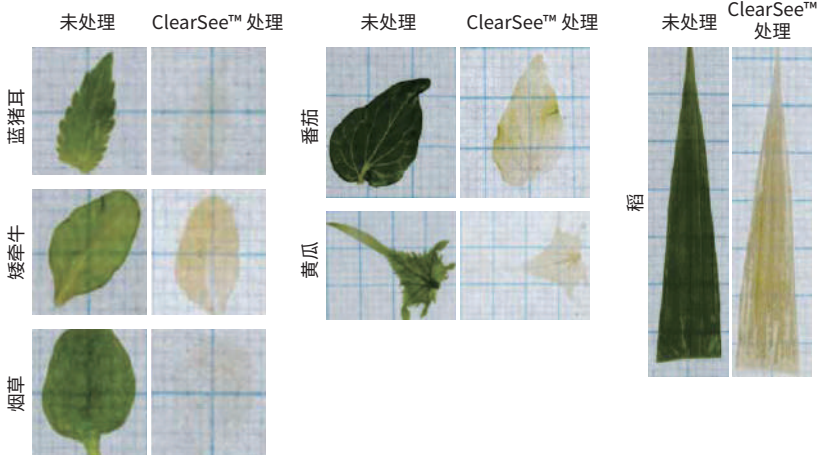 未处理
ClearSee™ 处理
蓝猪耳
矮牵牛
烟草
未处理
ClearSee™ 处理
番茄
黄瓜
未处理
ClearSee™
处理
稻